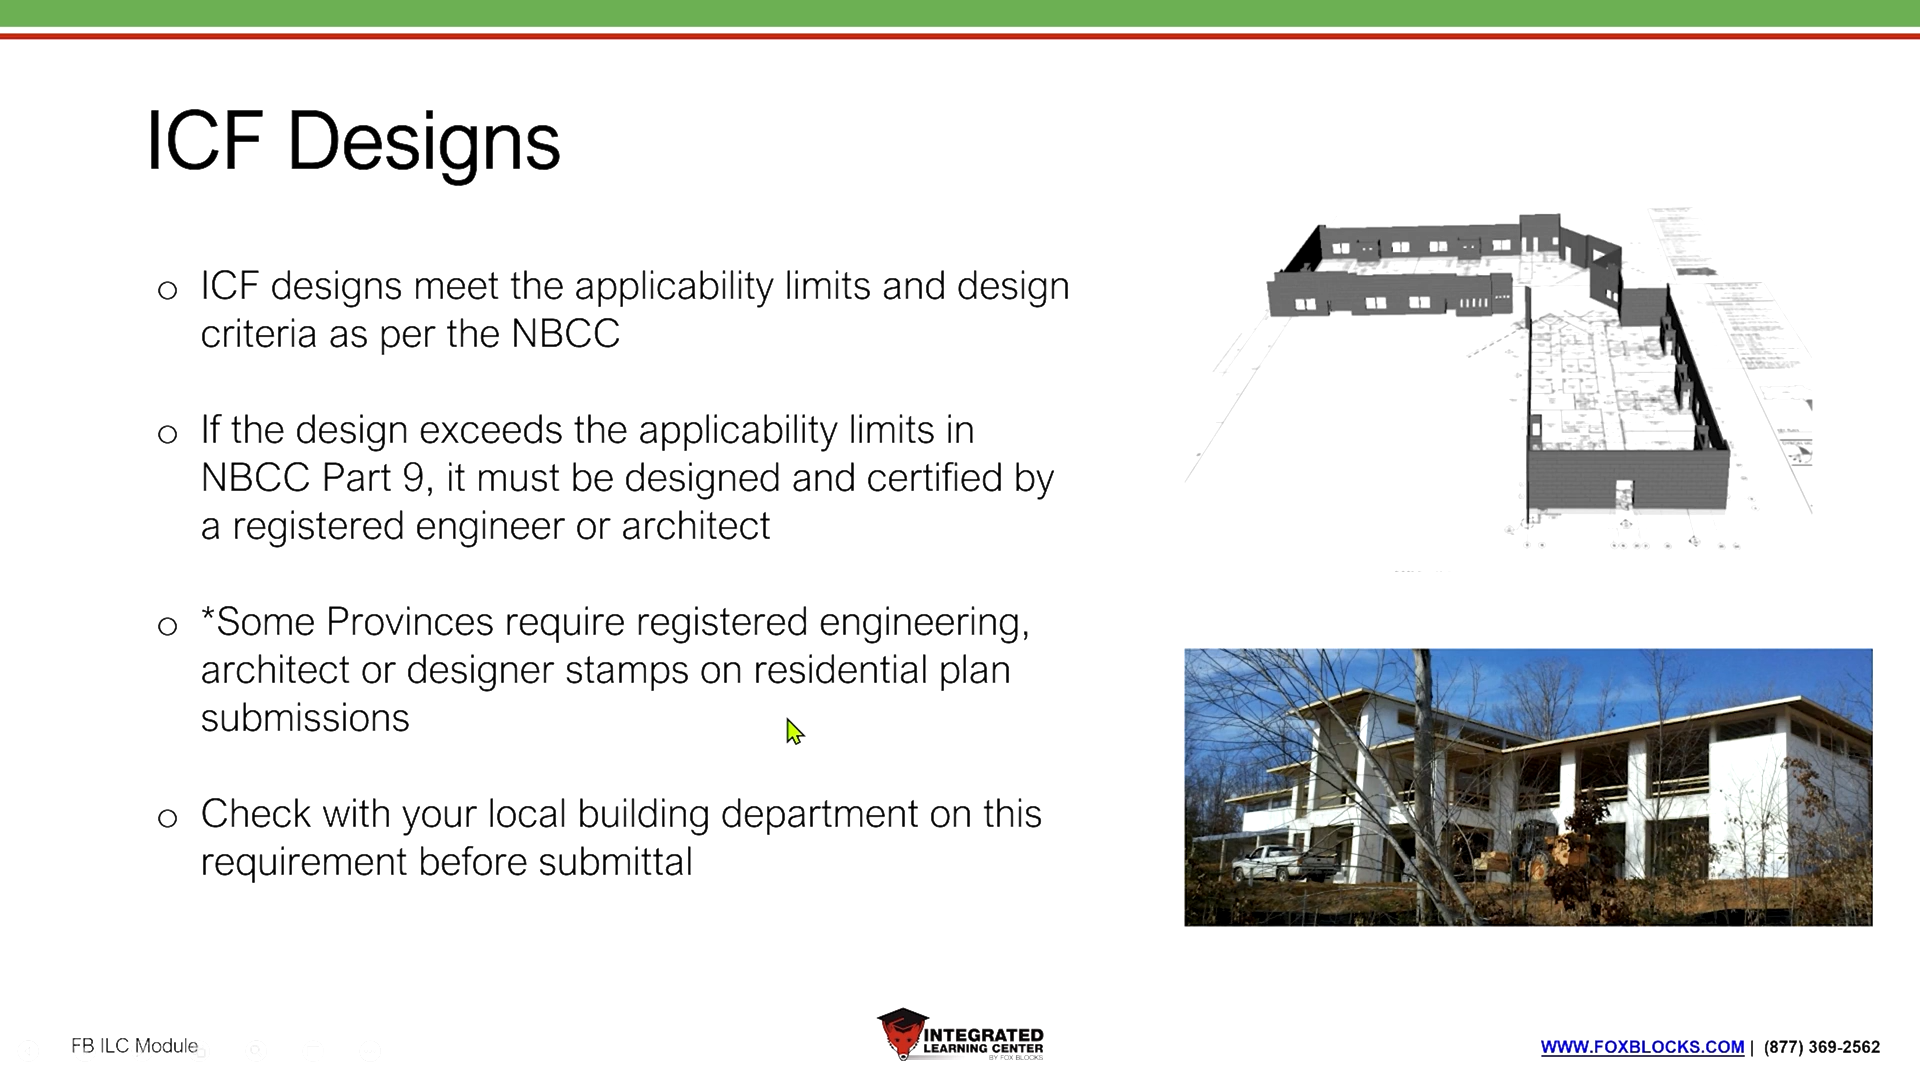 ICF Designs
o ICF designs meet the applicability limits and design
criteria as per the NBCC
o If the design exceeds the applicability limits in
NBCC Part 9, it must be designed and certified by
a registered engineer or architect
o *Some Provinces require registered engineering,
architect or designer stamps on residential plan
submissions
o Check with your local building department on this
requirement before submittal
FB ILC Module
INTEGRATED
LEARNING CENTER
BY FOX BLOCKS
WWW.FOXBLOCKS.COM | (877) 369-2562